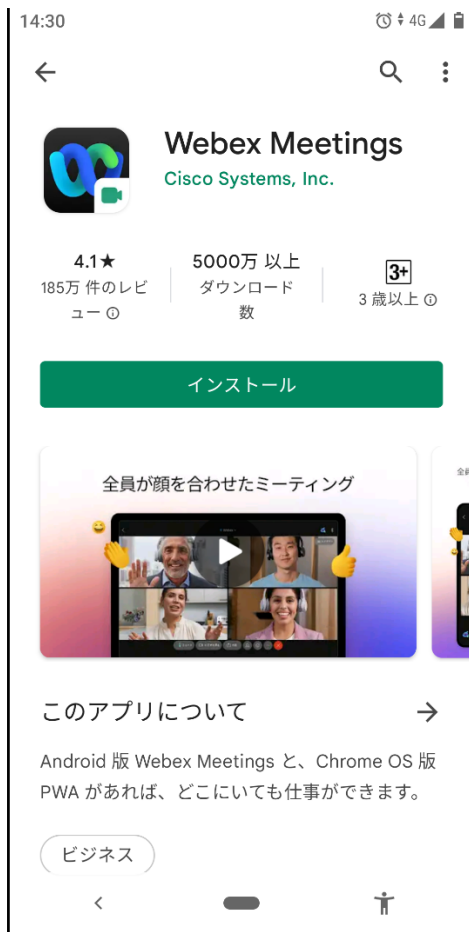 14:30
4G
Webex Meetings
Cisco Systems, Inc.
4.1★
185万 件のレビ
ュー
5000万 以上
ダウンロード
数
3+
3 歳以上
インストール
全員が顔を合わせたミーティング
このアプリについて
Android 版 Webex Meetings と、Chrome OS 版
PWA があれば、どこにいても仕事ができます。
ビジネス